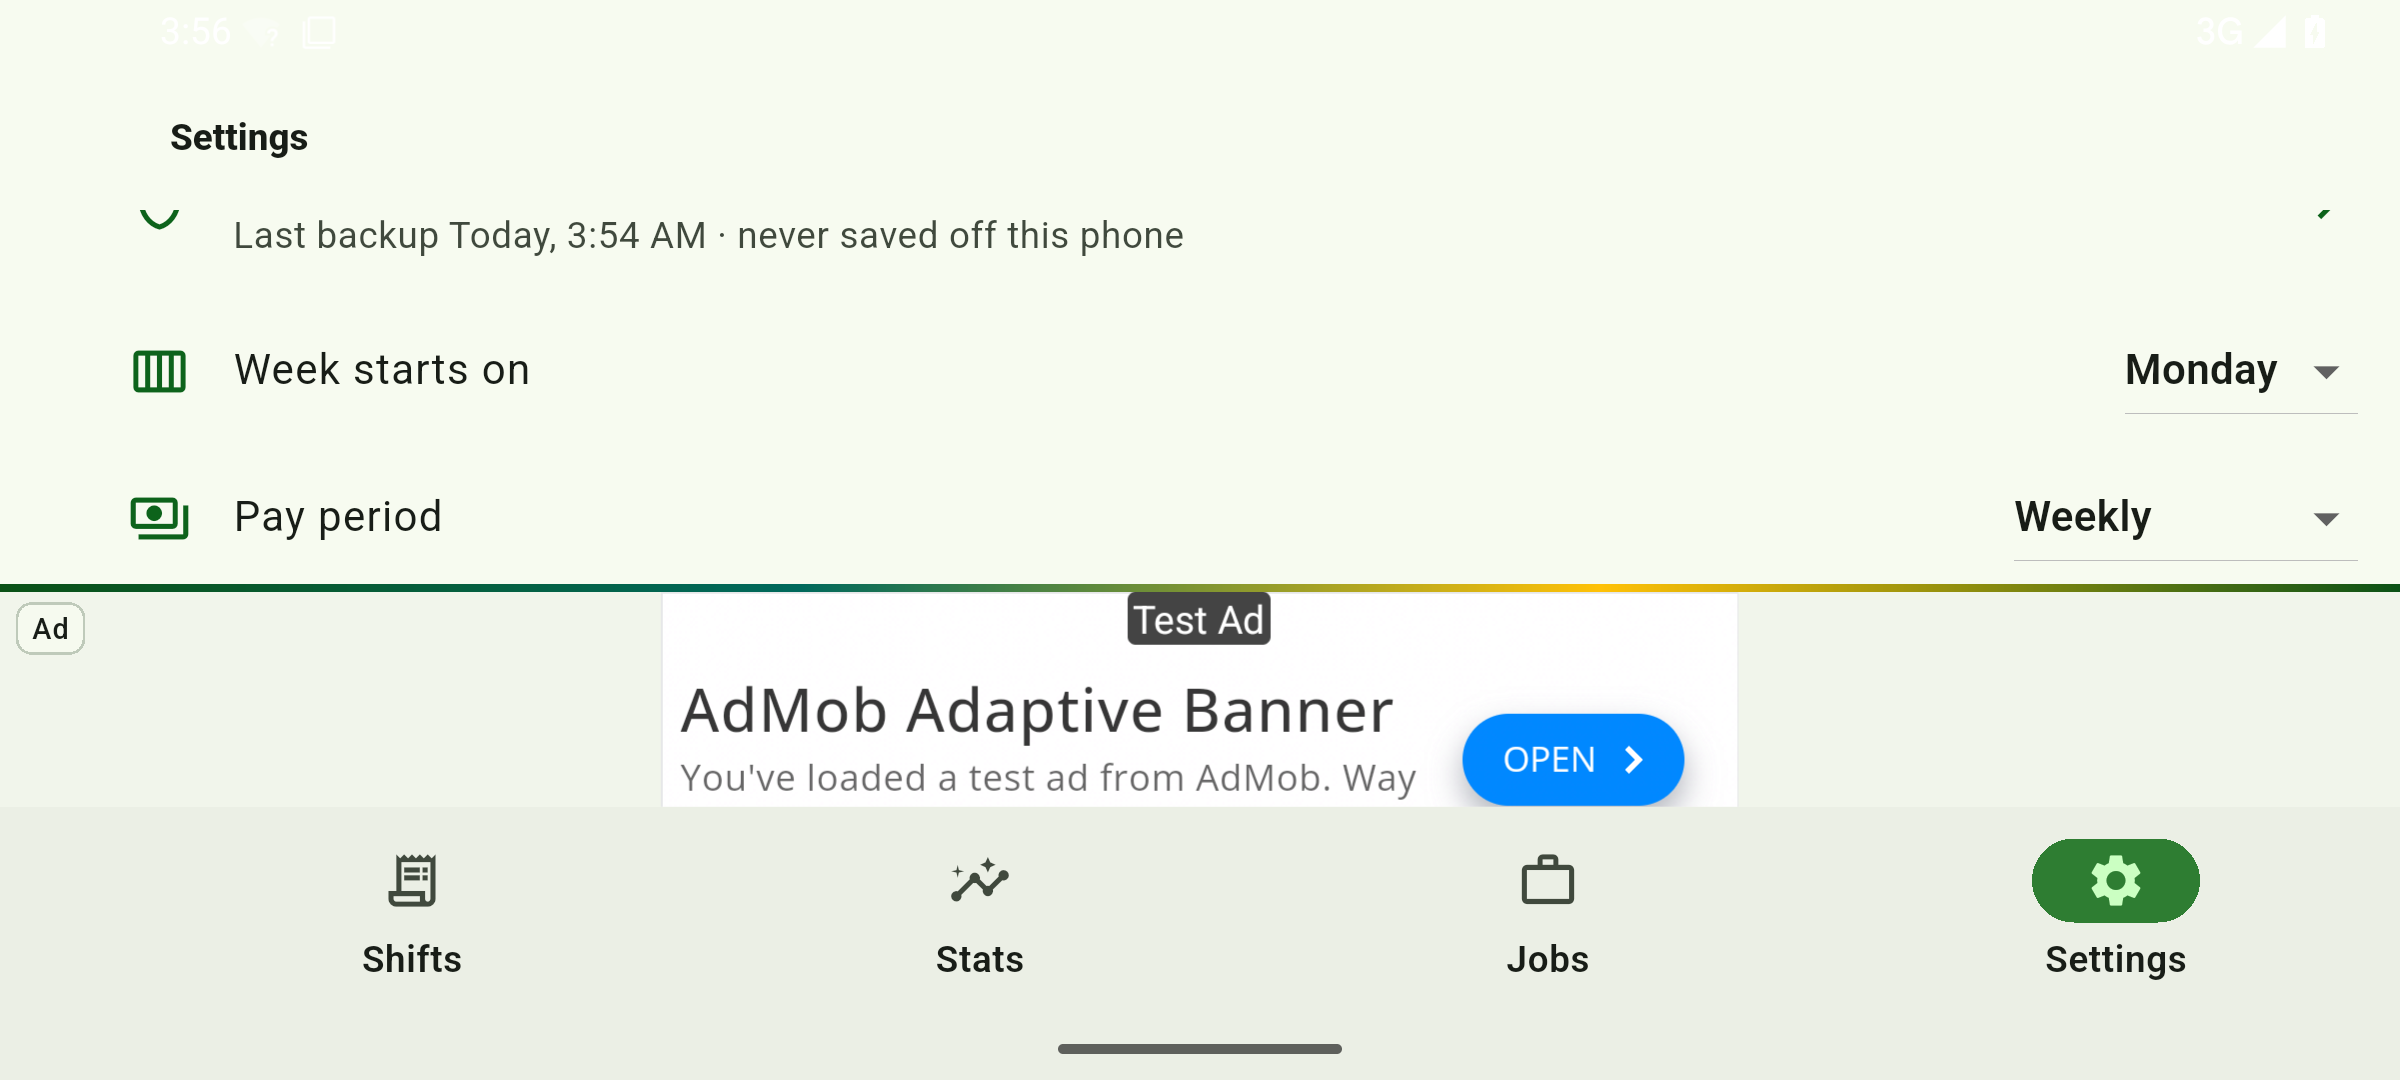 3:56
3G
Settings
Last backup Today, 3:54 AM · never saved off this phone
Week starts on
Monday
Pay period
Weekly
Ad
Test Ad
AdMob Adaptive Banner
You've loaded a test ad from AdMob. Way
OPEN
Shifts
Stats
Jobs
Settings